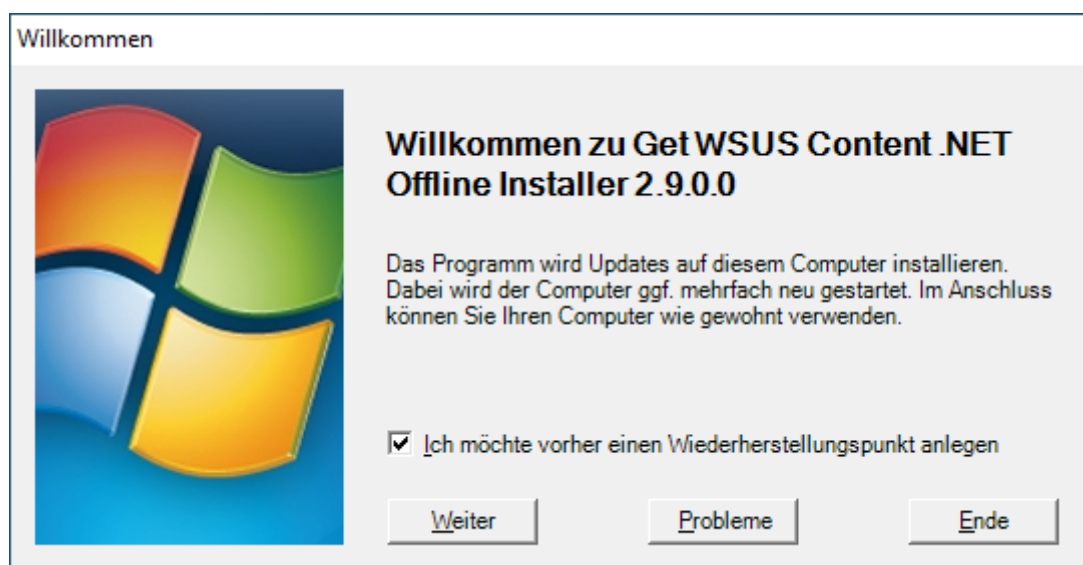 Willkommen
Willkommen zu Get WSUS Content .NET
Offline Installer 2.9.0.0
Das Programm wird Updates auf diesem Computer installieren.
Dabei wird der Computer ggf. mehrfach neu gestartet. Im Anschluss
können Sie Ihren Computer wie gewohnt verwenden.
Ich möchte vorher einen Wiederherstellungspunkt anlegen
Weiter
Probleme
Ende